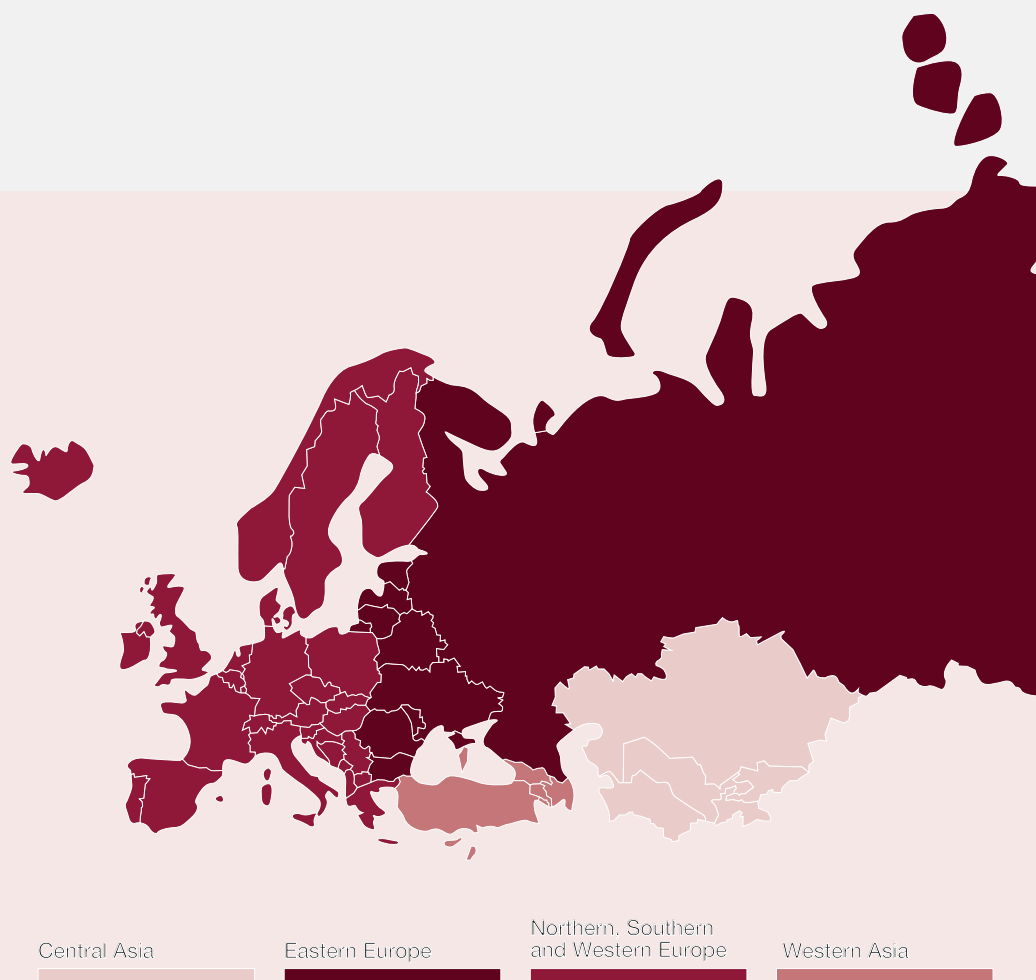 Central Asia
Eastern Europe
Northern, Southern
and Western Europe
Western Asia